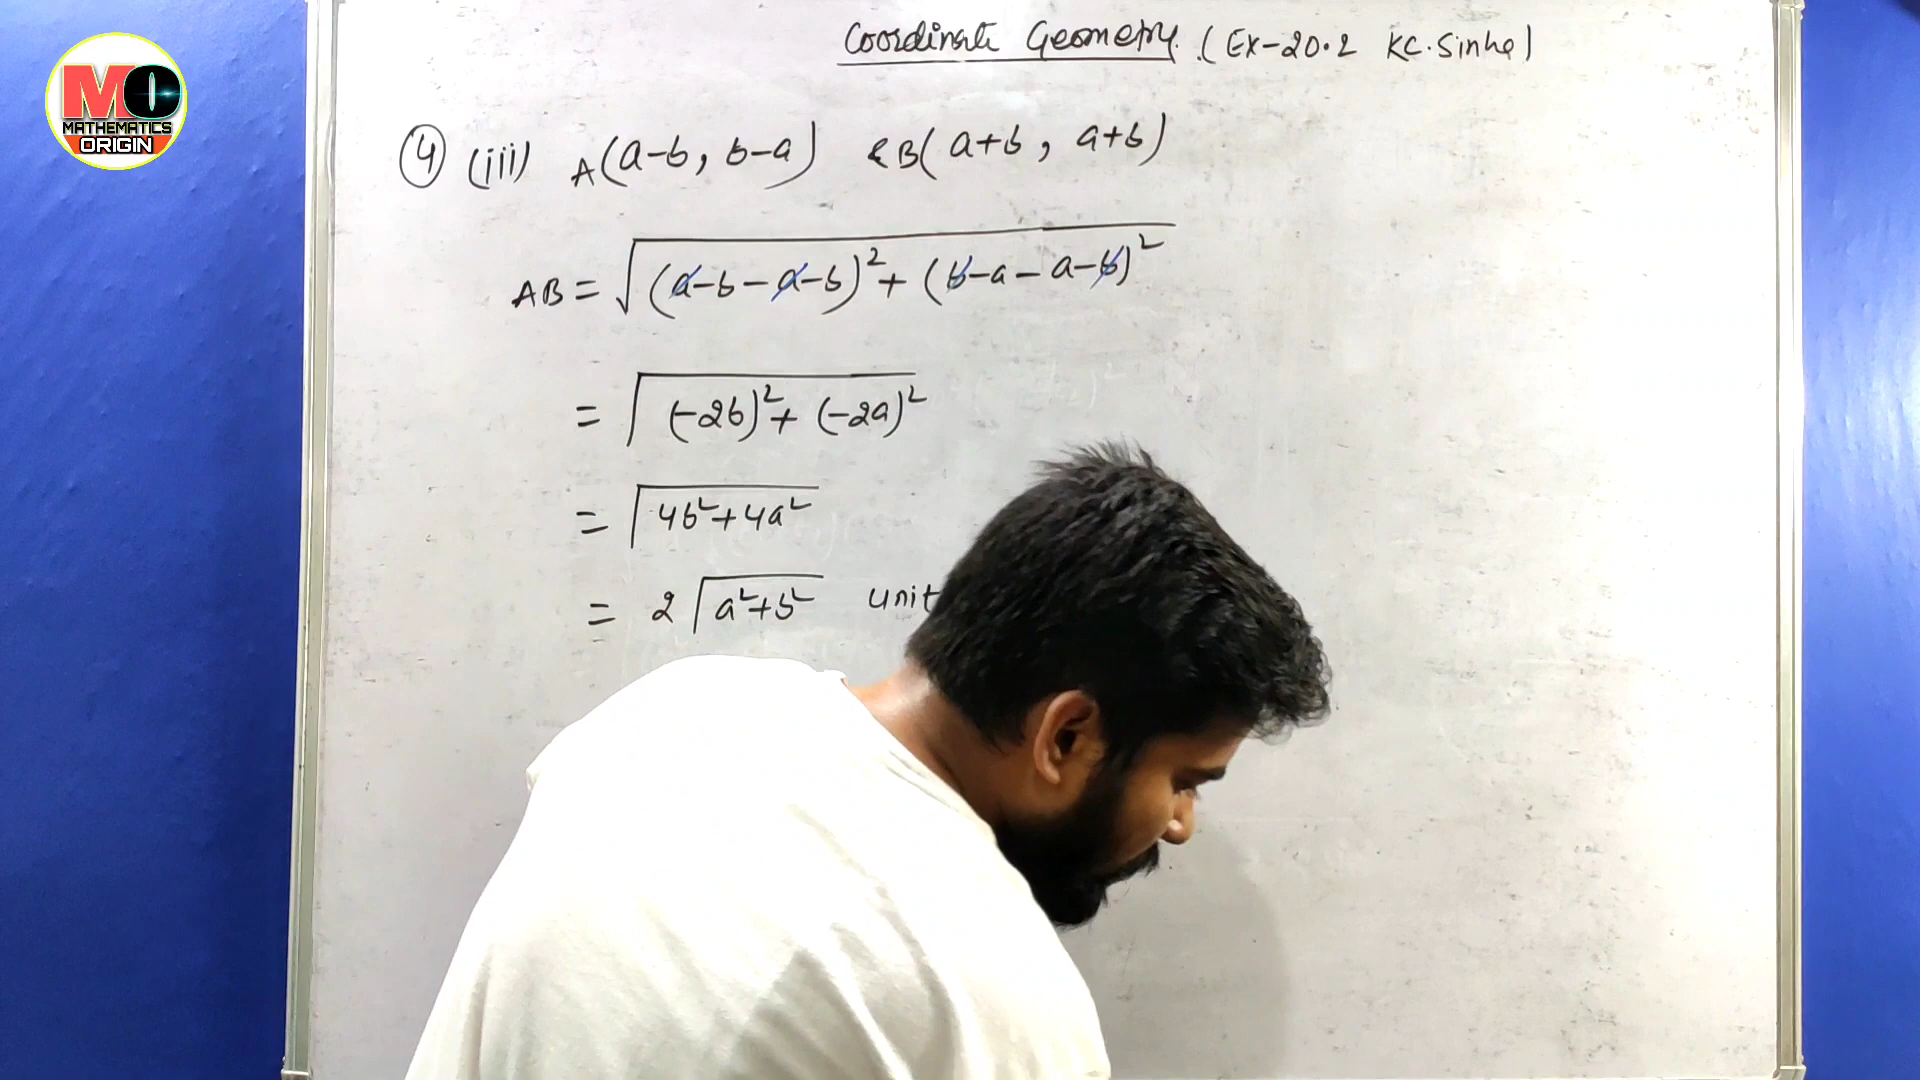 MO
MATHEMATICS
ORIGIN
Coordinate Geometry. (Ex-20.2 KC.Sinha)
④ (iii) A(a-b, b-a) & B(a+b, a+b)
AB = √((a-b-a-b)²+(b-a-a-b)²)
= √((-2b)²+(-2a)²)
= √(4b²+4a²)
= 2√(a²+b²) unit